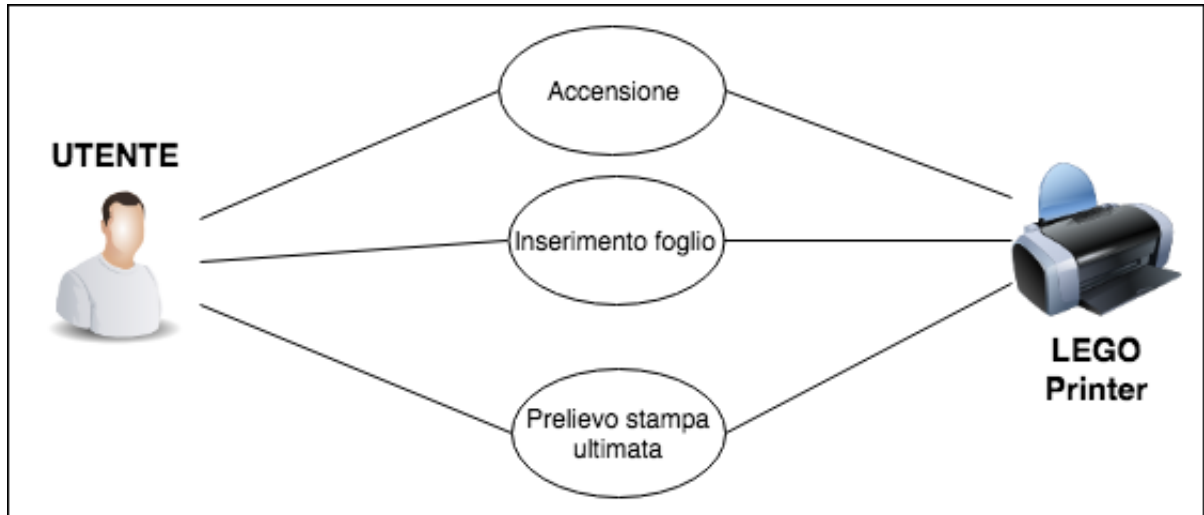 Accensione
UTENTE
Inserimento foglio
LEGO
Printer
Prelievo stampa
ultimata